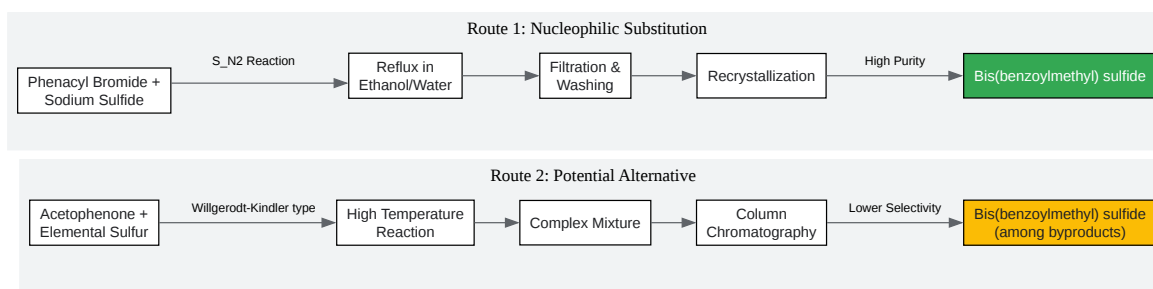 Route 1: Nucleophilic Substitution
Phenacyl Bromide +
Sodium Sulfide
S_N2 Reaction
Reflux in
Ethanol/Water
Filtration &
Washing
Recrystallization
High Purity
Bis(benzoylmethyl) sulfide
Route 2: Potential Alternative
Acetophenone +
Elemental Sulfur
Willgerodt-Kindler type
High Temperature
Reaction
Complex Mixture
Column
Chromatography
Lower Selectivity
Bis(benzoylmethyl) sulfide
(among byproducts)